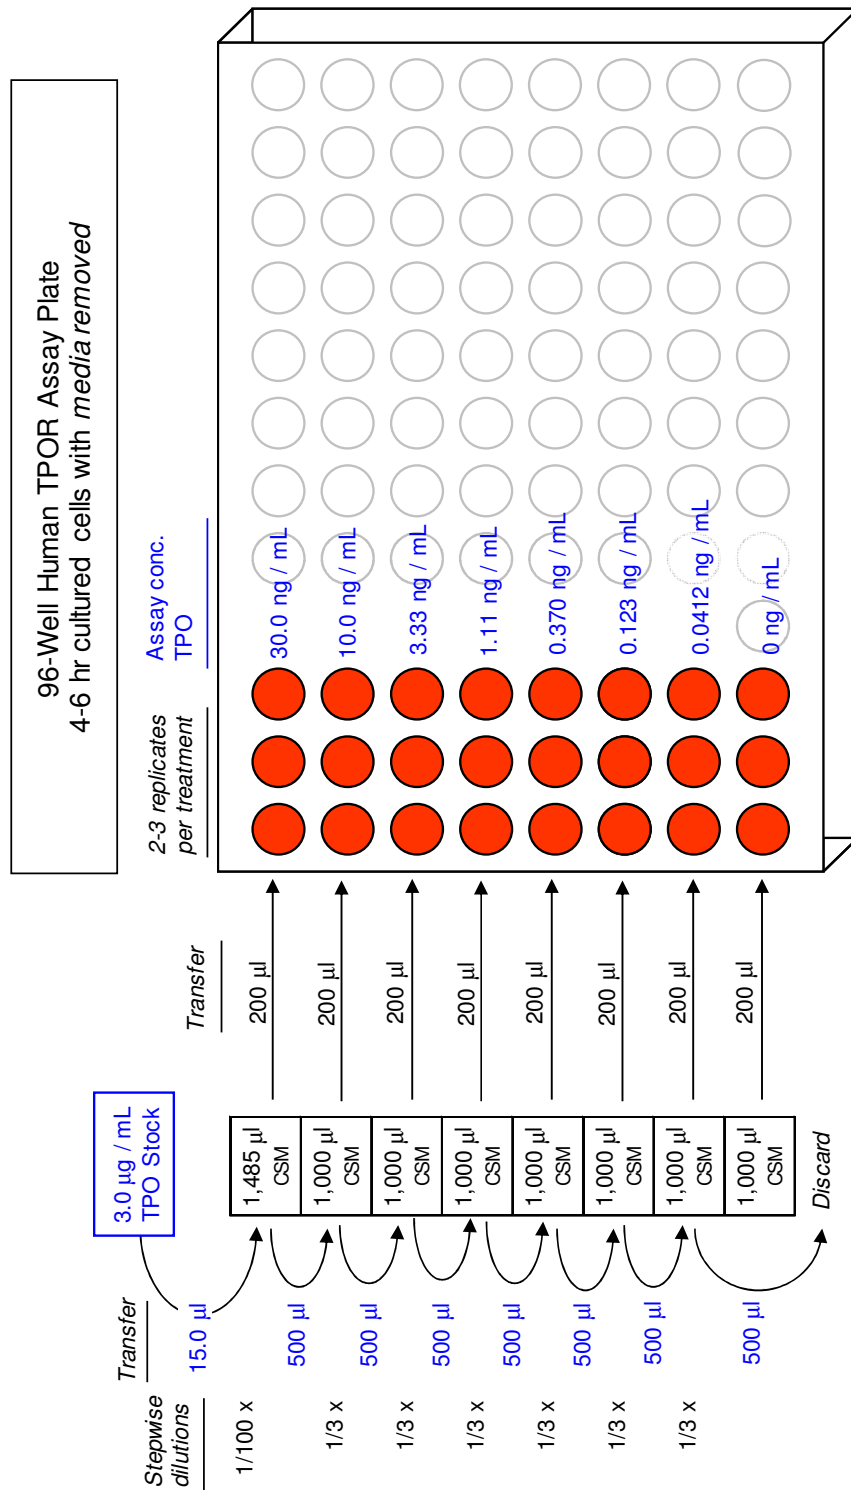 96-Well Human TPOR Assay Plate
4-6 hr cultured cells with media removed
3.0 µg / mL
TPO Stock
Stepwise
dilutions
Transfer
Transfer
2-3 replicates
per treatment
Assay conc.
TPO
1/100 x
15.0 µl
1,485 µl
CSM
200 µl
30.0 ng / mL
500 µl
1/3 x
1,000 µl
CSM
200 µl
10.0 ng / mL
500 µl
1/3 x
1,000 µl
CSM
200 µl
3.33 ng / mL
500 µl
1/3 x
1,000 µl
CSM
200 µl
1.11 ng / mL
500 µl
1/3 x
1,000 µl
CSM
200 µl
0.370 ng / mL
500 µl
1/3 x
1,000 µl
CSM
200 µl
0.123 ng / mL
500 µl
1/3 x
1,000 µl
CSM
200 µl
0.0412 ng / mL
500 µl
1,000 µl
CSM
200 µl
0 ng / mL
Discard